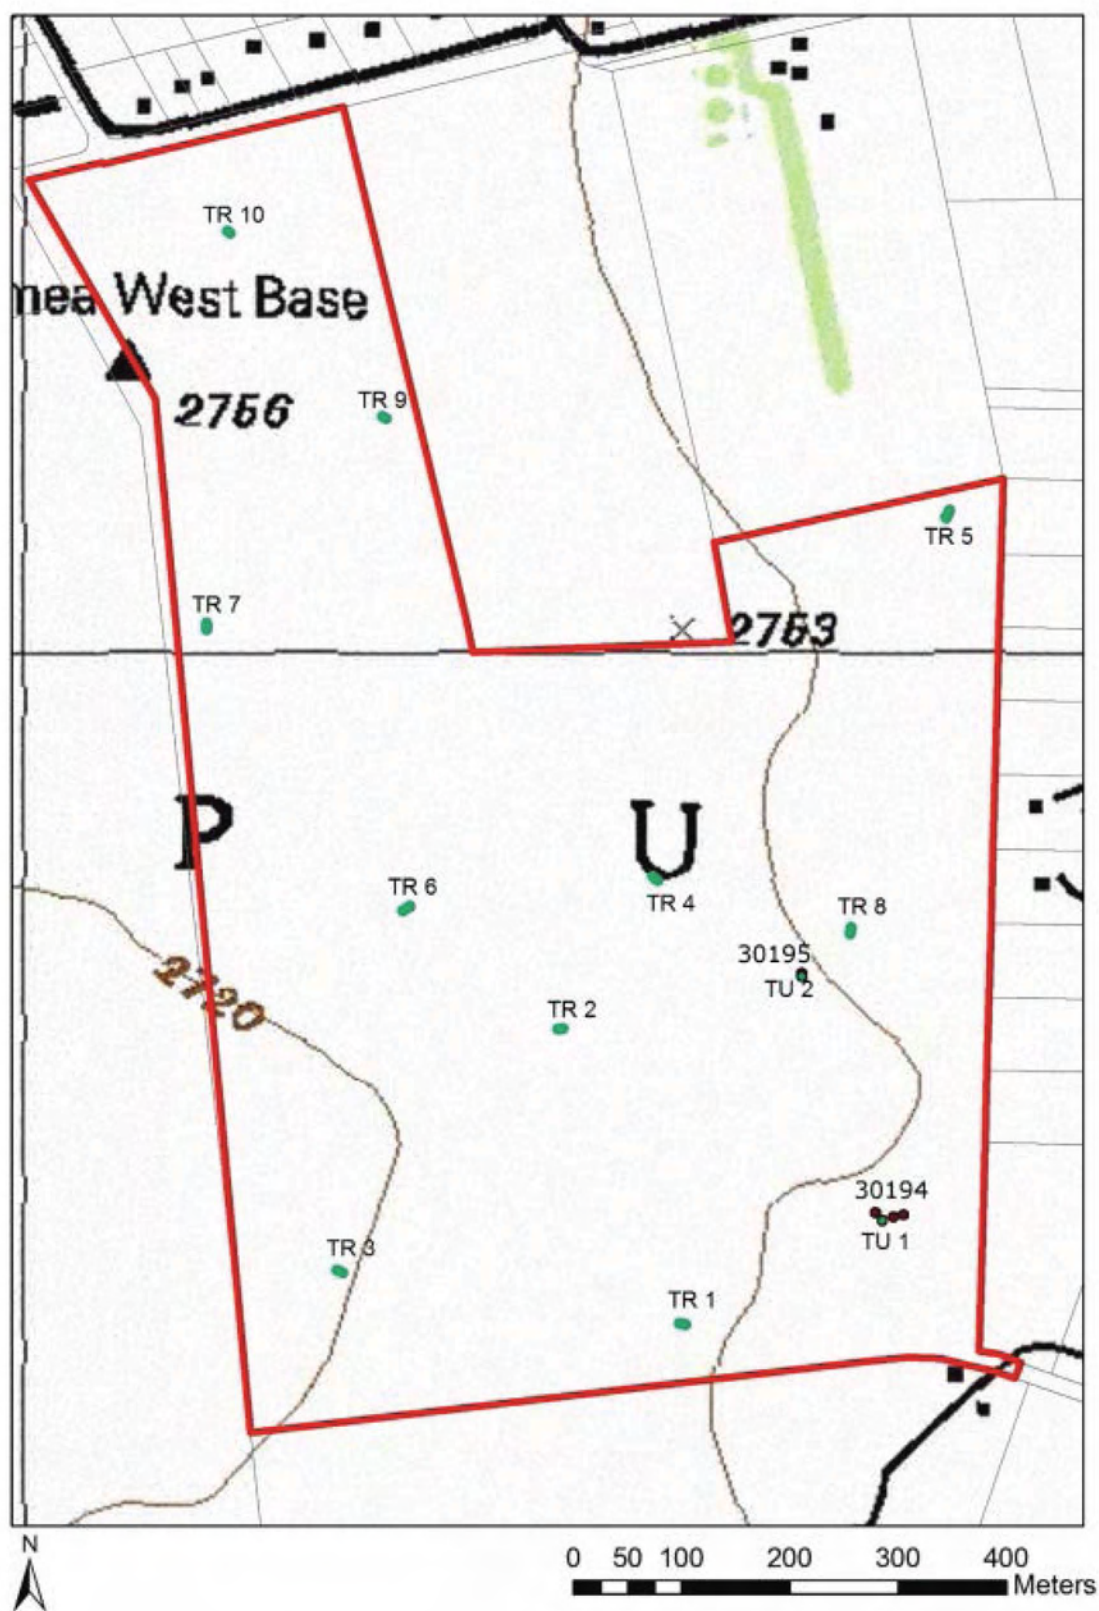 TR 10
mea West Base
2756
TR 9
TR 5
TR 7
2753
P U
TR 6
TR 4
TR 8
30195
TU 2
2720
TR 2
30194
TU 1
TR 3
TR 1
N
0 50 100 200 300 400
Meters